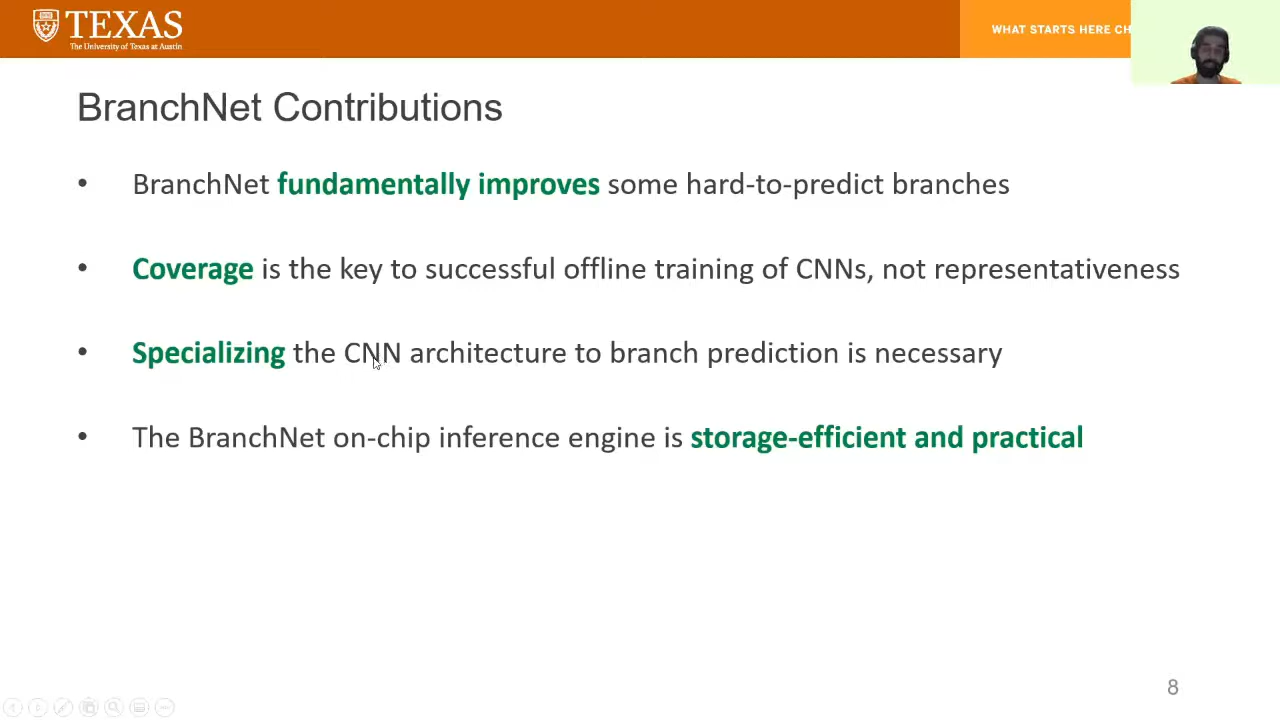 TEXAS
The University of Texas at Austin
WHAT STARTS HERE CH
BranchNet Contributions
• BranchNet fundamentally improves some hard-to-predict branches
• Coverage is the key to successful offline training of CNNs, not representativeness
• Specializing the CNN architecture to branch prediction is necessary
• The BranchNet on-chip inference engine is storage-efficient and practical
8